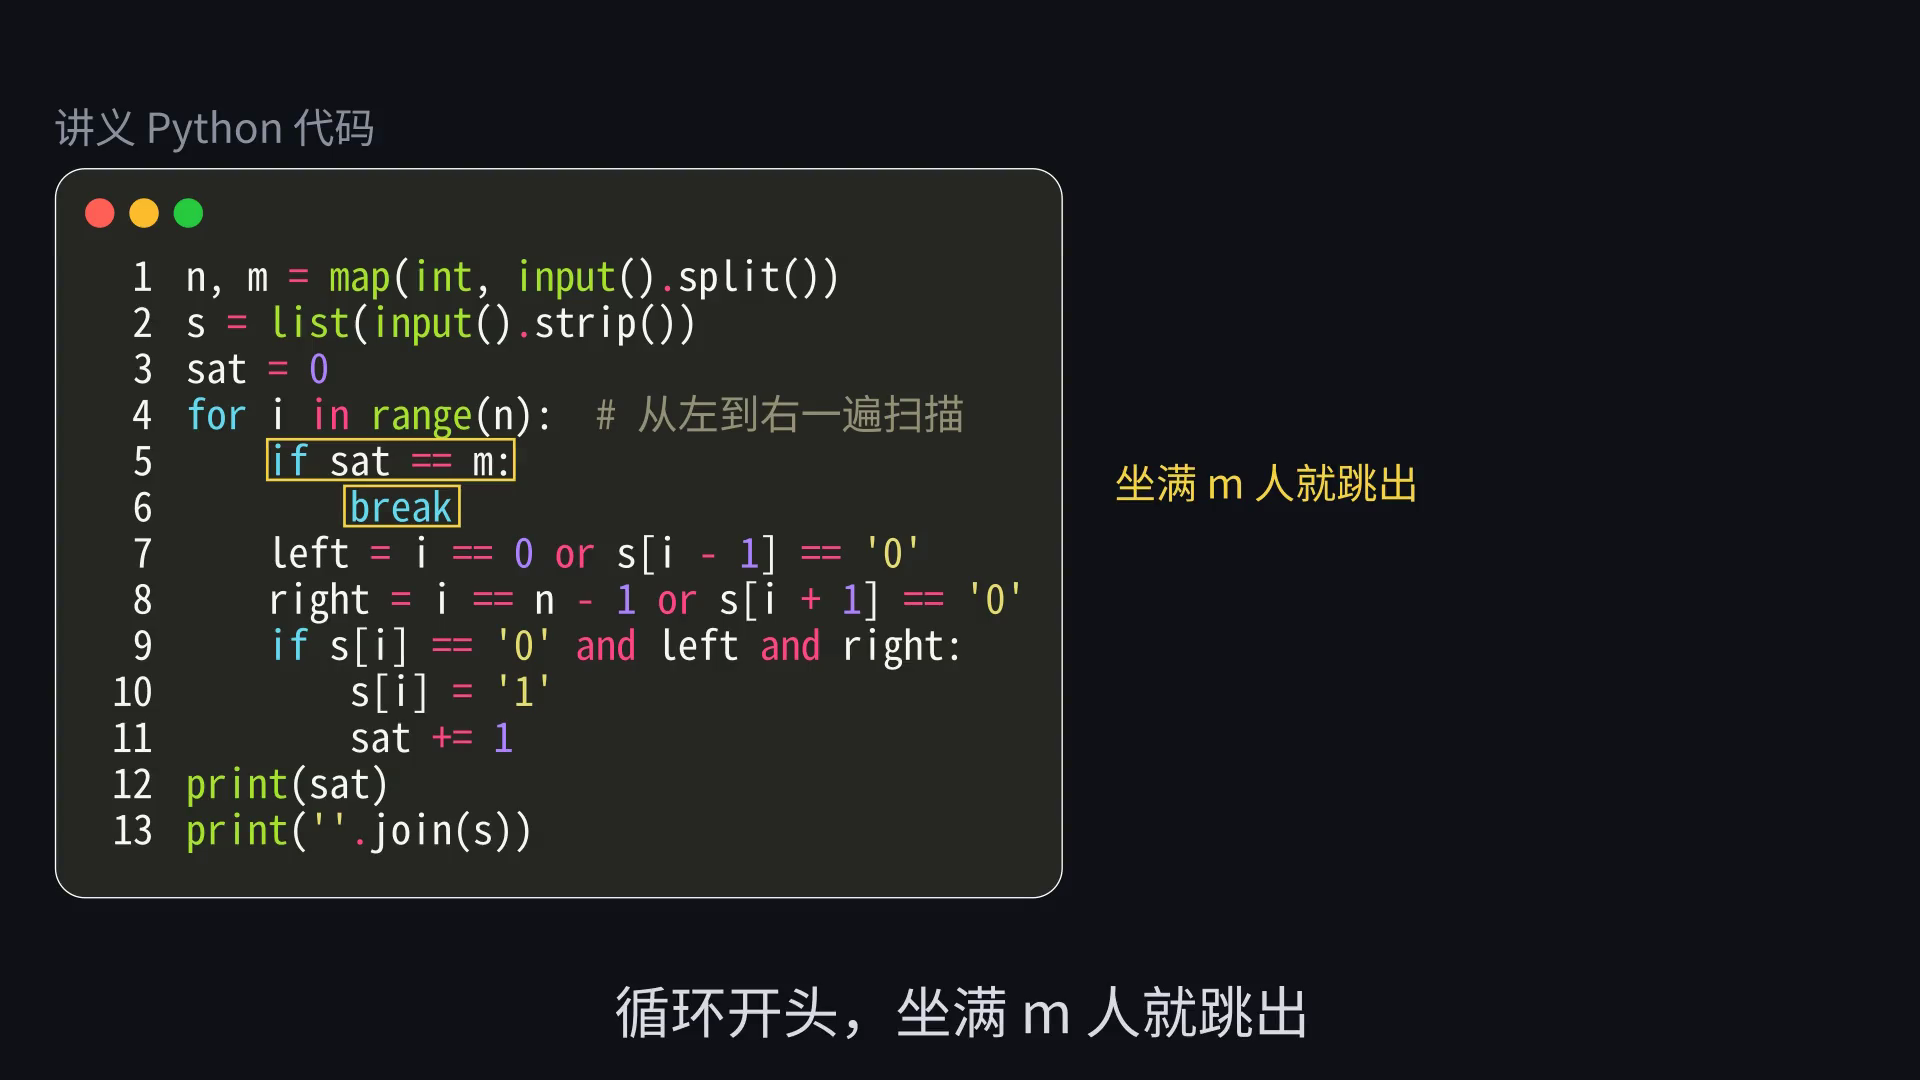 讲义 Python 代码
1 n, m = map(int, input().split())
2 s = list(input().strip())
3 sat = 0
4 for i in range(n):  # 从左到右一遍扫描
5     if sat == m:
6         break
7     left = i == 0 or s[i - 1] == '0'
8     right = i == n - 1 or s[i + 1] == '0'
9     if s[i] == '0' and left and right:
10         s[i] = '1'
11         sat += 1
12 print(sat)
13 print(''.join(s))
坐满 m 人就跳出
循环开头，坐满 m 人就跳出